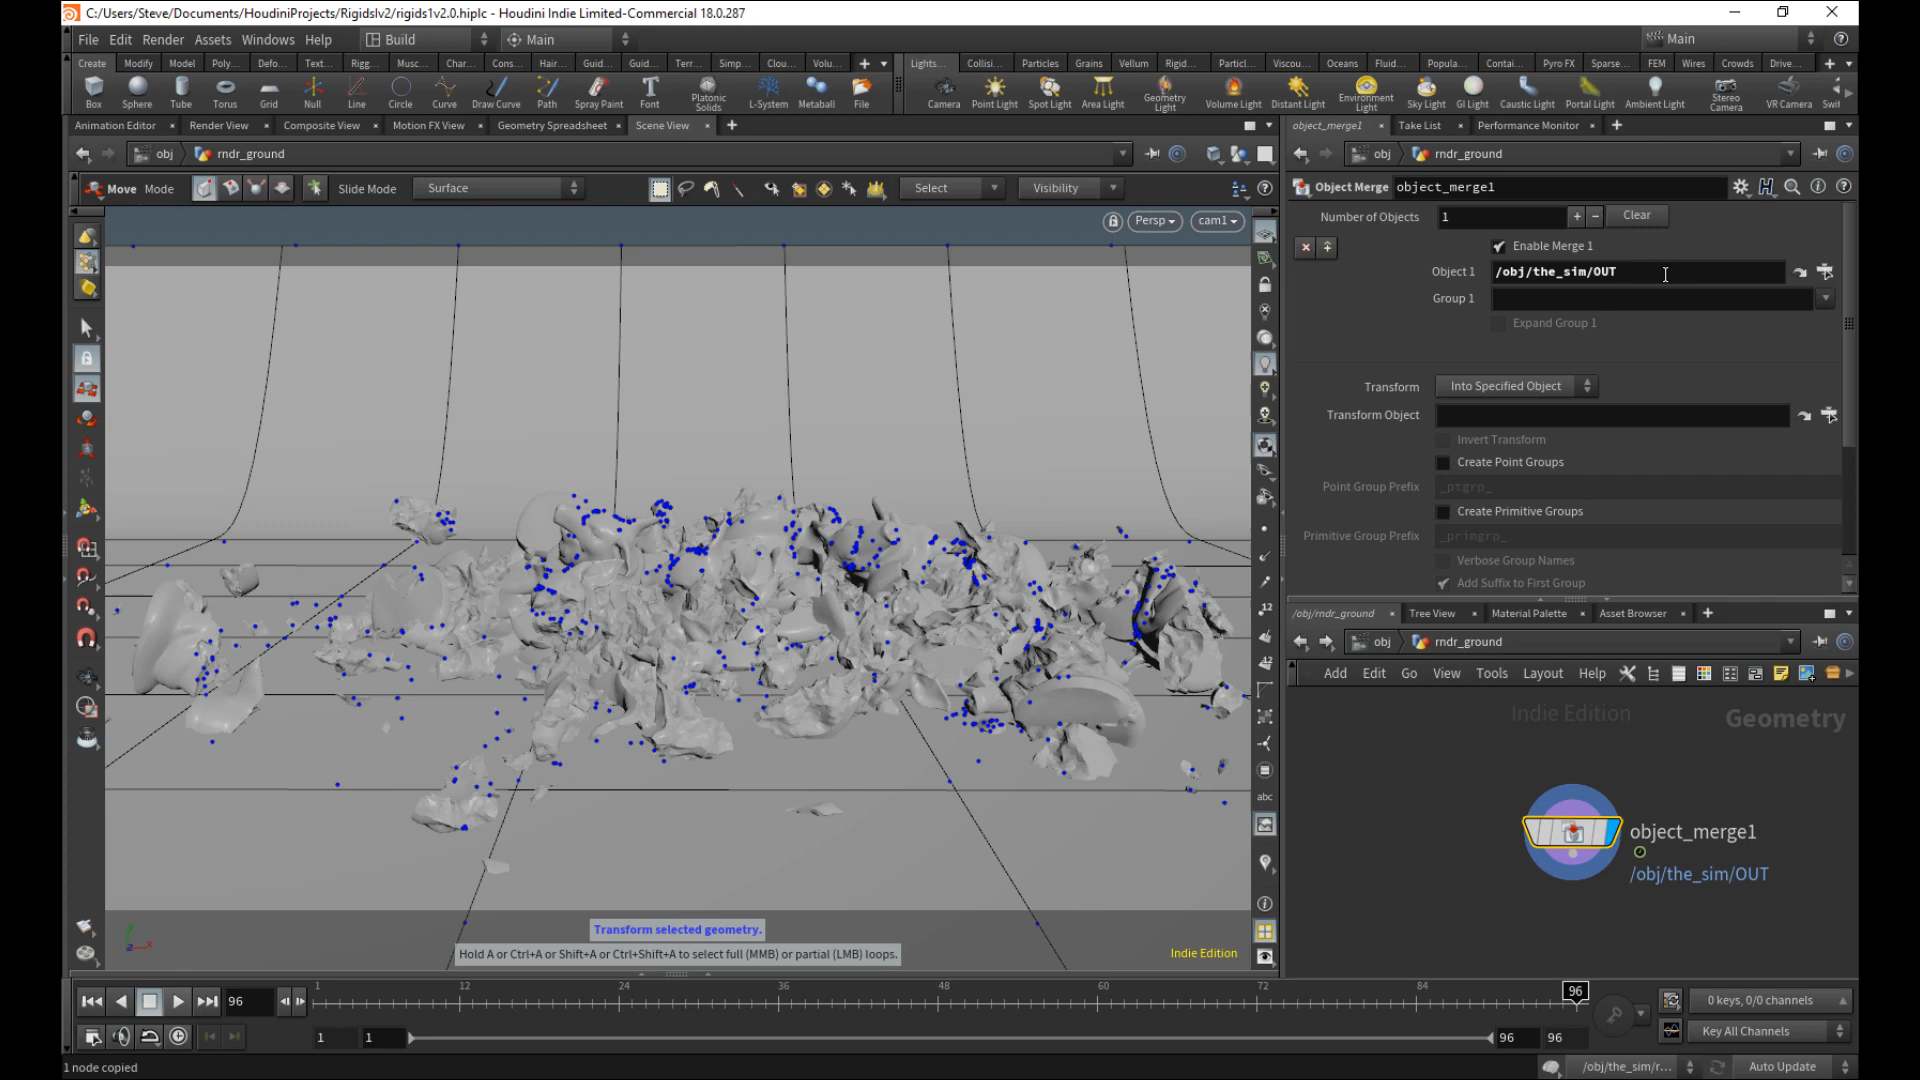 C:/Users/Steve/Documents/HoudiniProjects/Rigidslv2/rigids1v2.0.hiplc - Houdini Indie Limited-Commercial 18.0.287
File Edit Render Assets Windows Help Build Main Main
Create Modify Model Poly... Defo... Text... Rigg... Musc... Char... Cons... Hair... Guid... Guid... Terr... Simp... Clou... Volu... Lights... Collisi... Particles Grains Vellum Rigid... Particl... Viscou... Oceans Fluid... Popula... Contai... Pyro FX Sparse... FEM Wires Crowds Drive...
Box Sphere Tube Torus Grid Null Line Circle Curve Draw Curve Path Spray Paint Font Platonic Solids L-System Metaball File Camera Point Light Spot Light Area Light Geometry Light Volume Light Distant Light Environment Light Sky Light GI Light Caustic Light Portal Light Ambient Light Stereo Camera VR Camera Swit
Animation Editor Render View Composite View Motion FX View Geometry Spreadsheet Scene View object_merge1 Take List Performance Monitor
obj rndr_ground obj rndr_ground
Move Mode Slide Mode Surface Select Visibility
Object Merge object_merge1
Persp cam1
Number of Objects 1 Clear
Enable Merge 1
Object 1 /obj/the_sim/OUT
Group 1
Expand Group 1
Transform Into Specified Object
Transform Object
Invert Transform
Create Point Groups
Point Group Prefix _ptgrp_
Create Primitive Groups
Primitive Group Prefix _primgrp_
Verbose Group Names
Add Suffix to First Group
/obj/rndr_ground Tree View Material Palette Asset Browser
obj rndr_ground
Add Edit Go View Tools Layout Help
Indie Edition Geometry
object_merge1
/obj/the_sim/OUT
12
12
abc
Transform selected geometry.
Hold A or Ctrl+A or Shift+A or Ctrl+Shift+A to select full (MMB) or partial (LMB) loops.
Indie Edition
y
z x
96 1 12 24 36 48 60 72 84 96 0 keys, 0/0 channels
1 1 96 96 Key All Channels
1 node copied /obj/the_sim/r... Auto Update